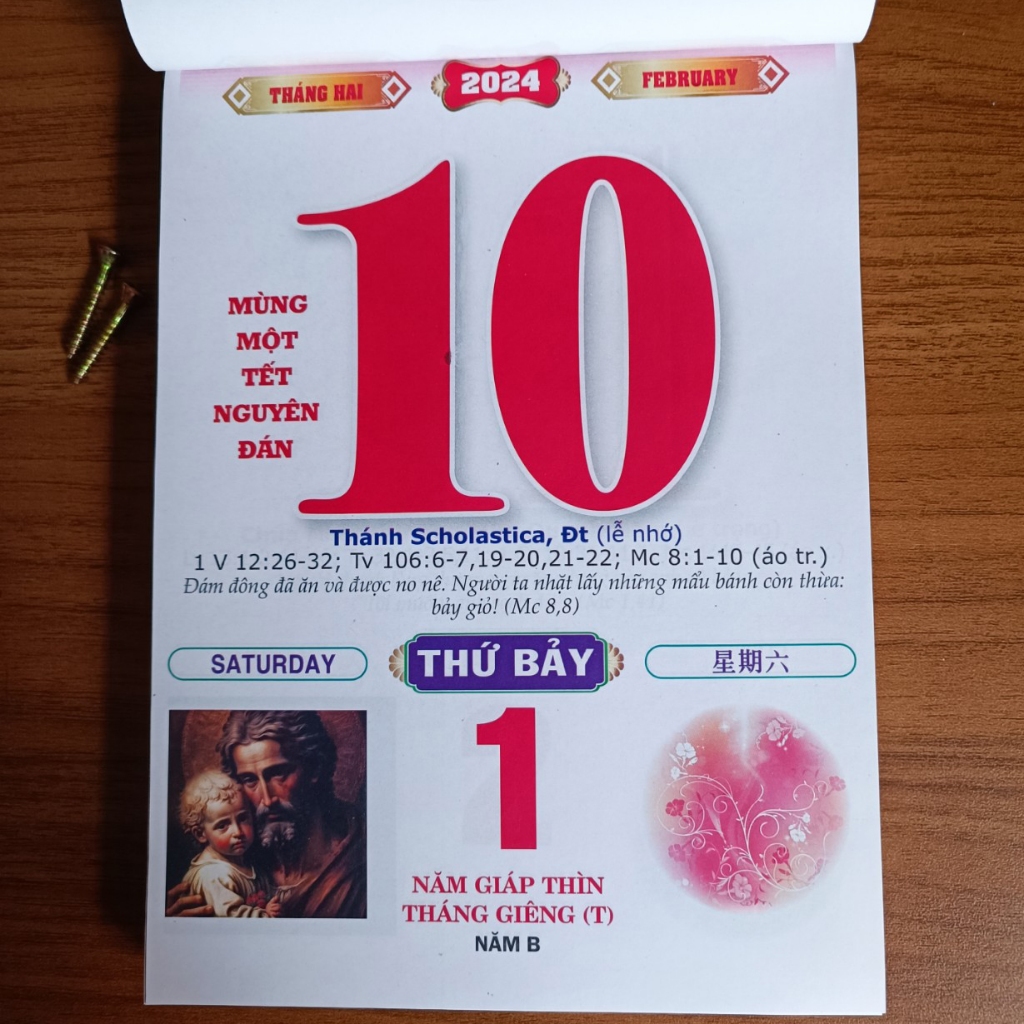 THÁNG HAI
2024
FEBRUARY
10
MÙNG
MỘT
TẾT
NGUYÊN
ĐÁN
Thánh Scholastica, Đt (lễ nhớ)
1 V 12:26-32; Tv 106:6-7,19-20,21-22; Mc 8:1-10 (áo tr.)
Đám đông đã ăn và được no nê. Người ta nhặt lấy những mẩu bánh còn thừa:
bảy giỏ! (Mc 8,8)
SATURDAY
THỨ BẢY
星期六
1
NĂM GIÁP THÌN
THÁNG GIÊNG (T)
NĂM B